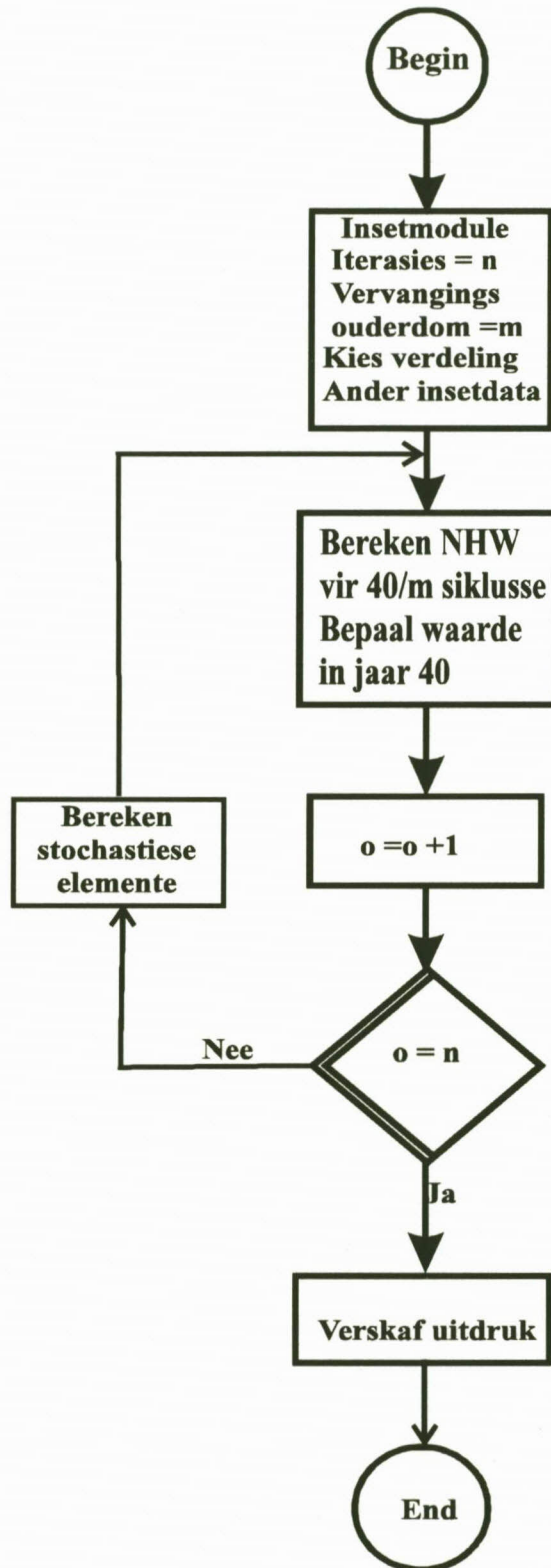 Begin
Insetmodule
Iterasies = n
Vervangings
ouderdom =m
Kies verdeling
Ander insetdata
Bereken NHW
vir 40/m siklusse
Bepaal waarde
in jaar 40
Bereken
stochastiese
elemente
o =o +1
Nee
o = n
Ja
Verskaf uitdruk
End